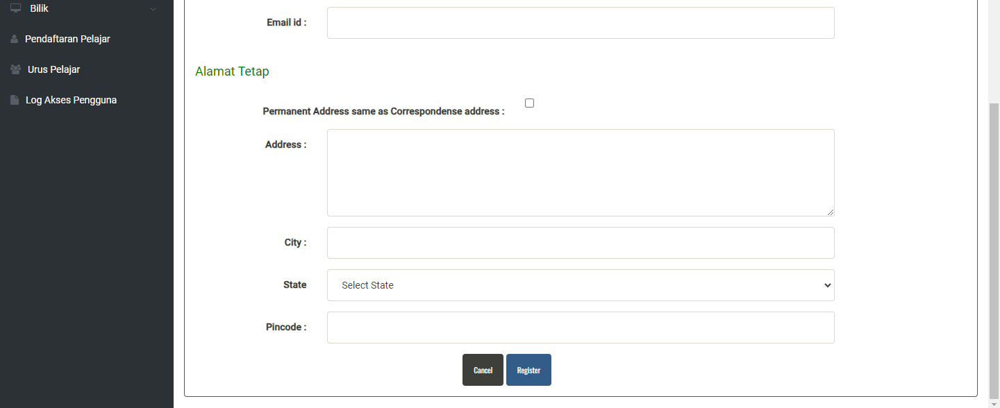 Bilik
Pendaftaran Pelajar
Urus Pelajar
Log Akses Pengguna
Email id :
Alamat Tetap
Permanent Address same as Correspondense address :
Address :
City :
State
Select State
Pincode :
Cancel
Register